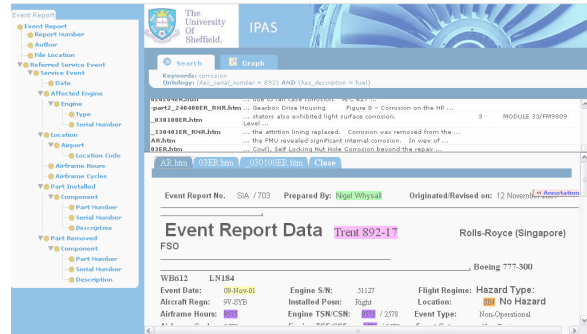 Event Report
Event Report
Report Number
Author
File Location
Referred Service Event
Service Event
Date
Affected Engine
Engine
Type
Serial Number
Location
Airport
Location Code
Airframe Hours
Airframe Cycles
Part Installed
Component
Part Number
Serial Number
Description
Part Removed
Component
Part Number
Serial Number
Description
The
University
Of
Sheffield.
IPAS
Search Graph
Keywords: corrosion
Ontology: (has_serial_number = 892) AND (has_description = fuel)
... due to fan case corrosion. A/C 627 ...
-part2_248400ER_RMR.htm ... Gearbox Drive Housing Figure 8 - Corrosion on the HP ...
_030100ER.htm ... stators also exhibited light surface corrosion. 3 MODULE 33/FM9809
Level ...
_130401ER_RMR.htm ... the attrition lining replaced. Corrosion was removed from the ...
AR.htm ... the FMU revealed significant internal corrosion. In view of ...
03ER.htm ... Cowl), Self Locking Nut Hole Corrosion beyond the repair ...
AR.htm 03ER.htm _030100ER.htm Close
Annotation
Event Report No. SIA / 703 Prepared By: Nigel Whysall Originated/Revised on: 12 November
Event Report Data Trent 892-17 Rolls-Royce (Singapore)
FSO
Boeing 777-300
WB612 LN184
Event Date: 09-Nov-01 Engine S/N: 51127 Flight Regime: Hazard Type:
Aircraft Regn: 9V-SYB Installed Posn: Right Location: SIN No Hazard
Airframe Hours: Engine TSN/CSN: / 2578 Event Type: Non-Operational